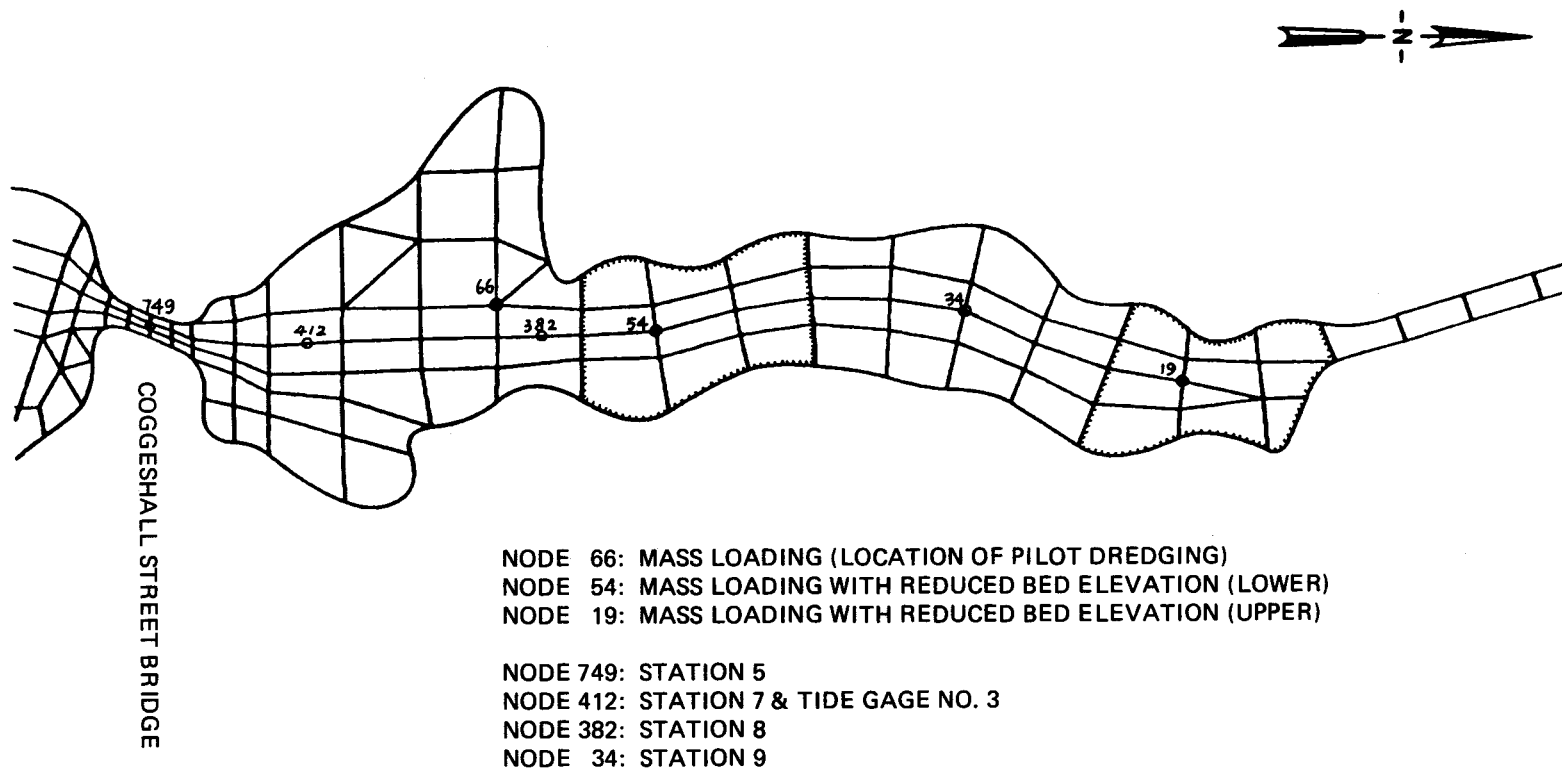 N
749
412
66
382
54
34
19
COGGESHALL STREET BRIDGE
NODE 66: MASS LOADING (LOCATION OF PILOT DREDGING)
NODE 54: MASS LOADING WITH REDUCED BED ELEVATION (LOWER)
NODE 19: MASS LOADING WITH REDUCED BED ELEVATION (UPPER)
NODE 749: STATION 5
NODE 412: STATION 7 & TIDE GAGE NO. 3
NODE 382: STATION 8
NODE 34: STATION 9